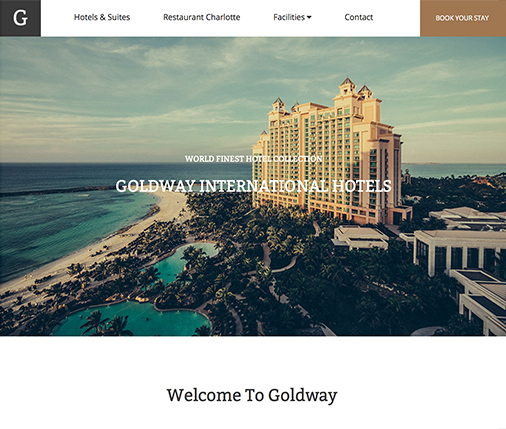 G
Hotels & Suites
Restaurant Charlotte
Facilities
Contact
BOOK YOUR STAY
WORLD FINEST HOTEL COLLECTION
GOLDWAY INTERNATIONAL HOTELS
Welcome To Goldway